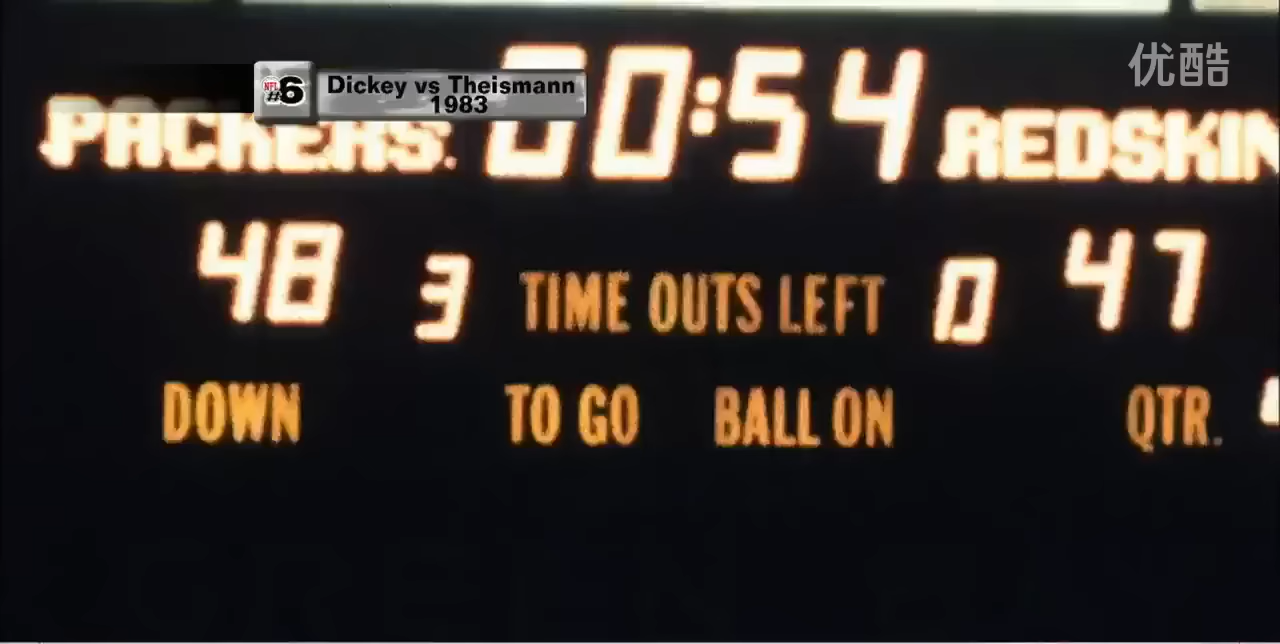 优酷
NFL #6 Dickey vs Theismann
1983
PACKERS. 00:54 REDSKIN
48 3 TIME OUTS LEFT 0 47
DOWN TO GO BALL ON QTR.